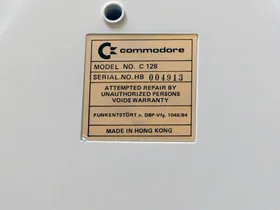 commodore
MODEL NO. C 128
SERIAL.NO.HB 004913
ATTEMPTED REPAIR BY
UNAUTHORIZED PERSONS
VOIDS WARRANTY
FUNKENTSTÖRT n. DBP-Vfg. 1046/84
MADE IN HONG KONG